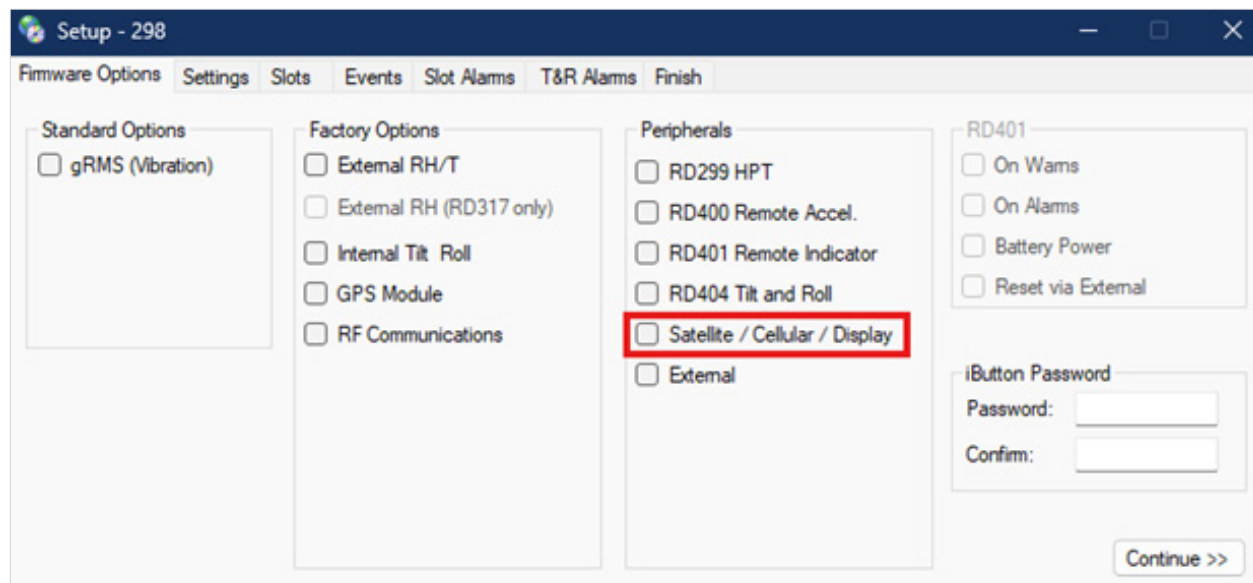 Setup - 298
Firmware Options Settings Slots Events Slot Alarms T&R Alarms Finish
Standard Options
gRMS (Vibration)
Factory Options
External RH/T
External RH (RD317 only)
Internal Tilt Roll
GPS Module
RF Communications
Peripherals
RD299 HPT
RD400 Remote Accel.
RD401 Remote Indicator
RD404 Tilt and Roll
Satellite / Cellular / Display
External
RD401
On Warns
On Alarms
Battery Power
Reset via External
iButton Password
Password:
Confirm:
Continue >>